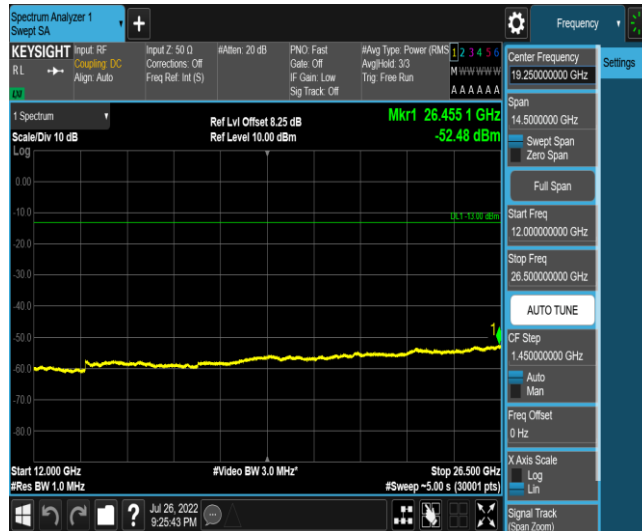 Spectrum Analyzer 1
Swept SA
Frequency
KEYSIGHT
RL
LXI
Input: RF
Coupling: DC
Align: Auto
Input Z: 50 Ω
Corrections: Off
Freq Ref: Int (S)
#Atten: 20 dB
PNO: Fast
Gate: Off
IF Gain: Low
Sig Track: Off
#Avg Type: Power (RMS
Avg|Hold: 3/3
Trig: Free Run
1 2 3 4 5 6
M W W W W W
A A A A A A
1 Spectrum
Scale/Div 10 dB
Log
Ref Lvl Offset 8.25 dB
Ref Level 10.00 dBm
Mkr1 26.455 1 GHz
-52.48 dBm
0.00
-10.0
DL1 -13.00 dBm
-20.0
-30.0
-40.0
-50.0
1
-60.0
-70.0
-80.0
Start 12.000 GHz
#Res BW 1.0 MHz
#Video BW 3.0 MHz*
Stop 26.500 GHz
#Sweep ~5.00 s (30001 pts)
Jul 26, 2022
9:25:43 PM
Center Frequency
19.250000000 GHz
Settings
Span
14.5000000 GHz
Swept Span
Zero Span
Full Span
Start Freq
12.000000000 GHz
Stop Freq
26.500000000 GHz
AUTO TUNE
CF Step
1.450000000 GHz
Auto
Man
Freq Offset
0 Hz
X Axis Scale
Log
Lin
Signal Track
(Span Zoom)